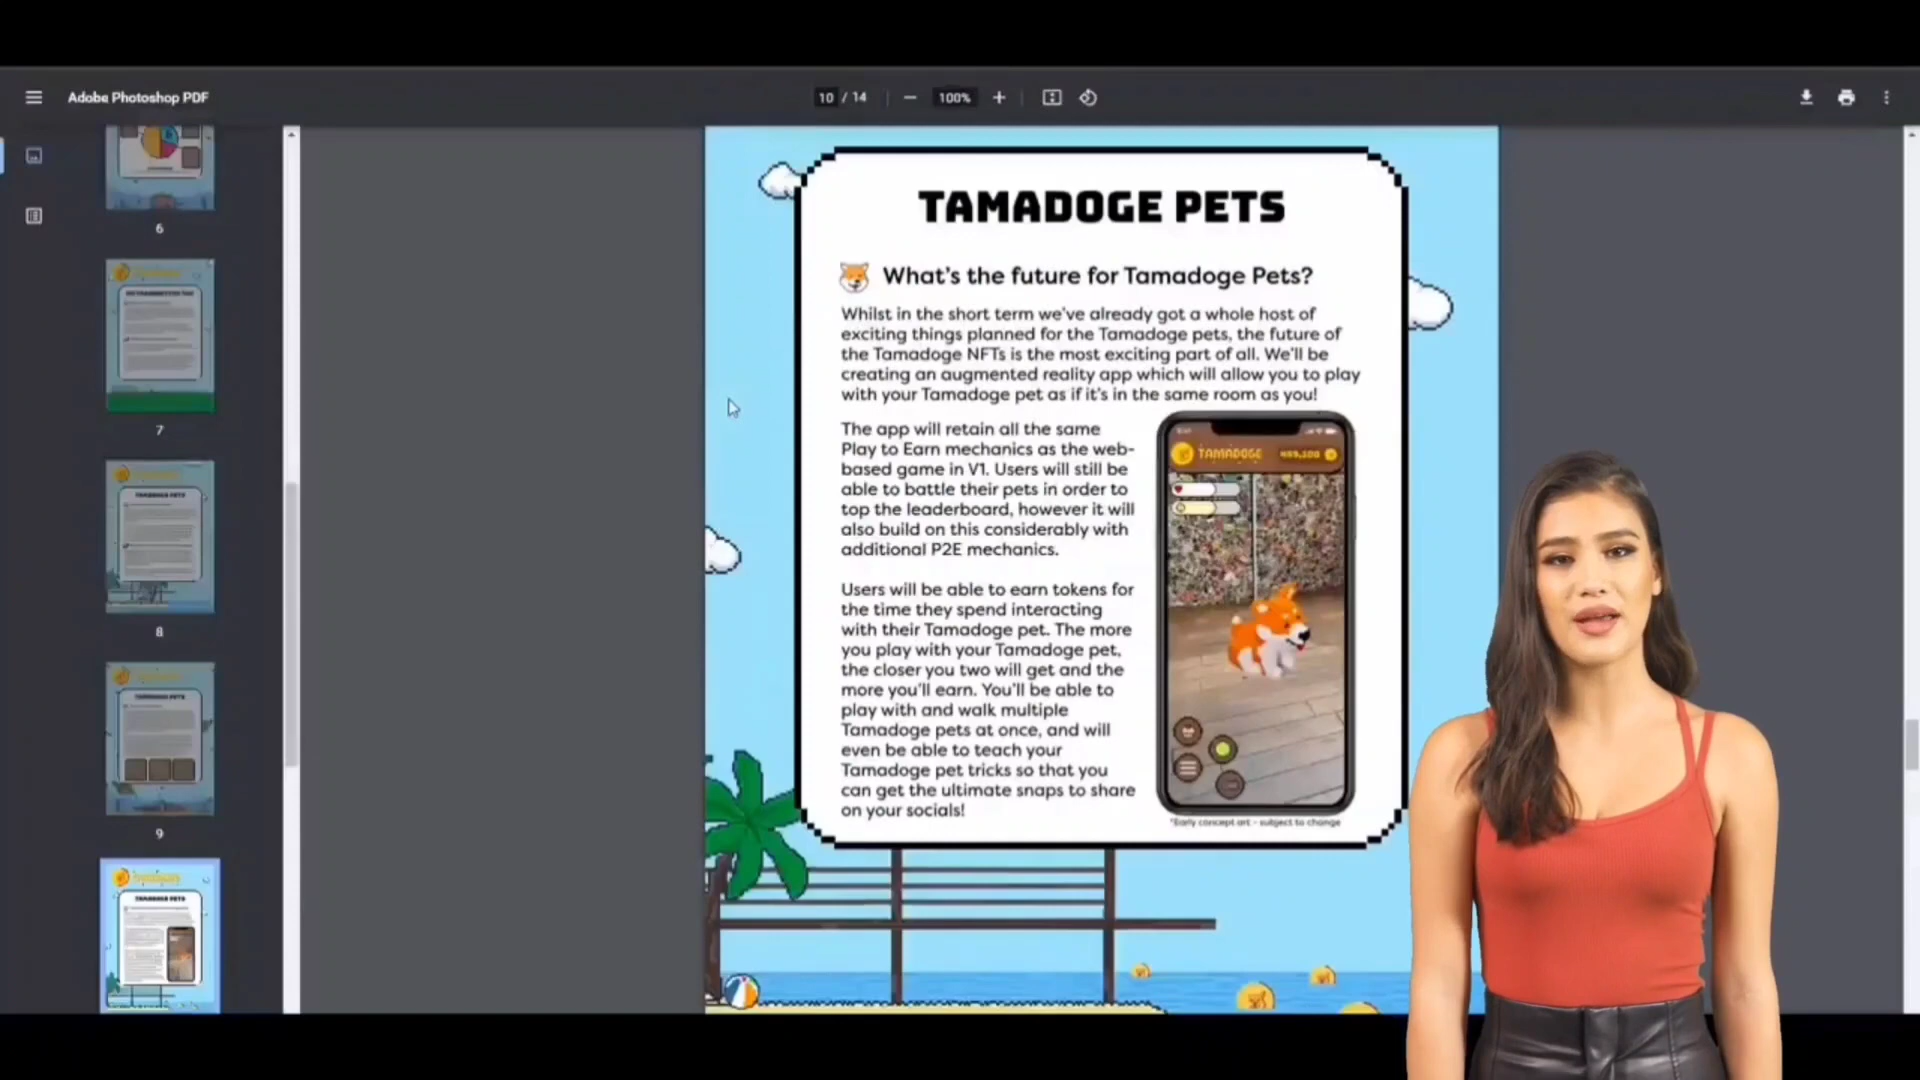 Adobe Photoshop PDF
10 / 14
100%
6
7
8
9
TAMADOGE PETS
What's the future for Tamadoge Pets?
Whilst in the short term we've already got a whole host of
exciting things planned for the Tamadoge pets, the future of
the Tamadoge NFTs is the most exciting part of all. We'll be
creating an augmented reality app which will allow you to play
with your Tamadoge pet as if it's in the same room as you!
The app will retain all the same
Play to Earn mechanics as the web-
based game in V1. Users will still be
able to battle their pets in order to
top the leaderboard, however it will
also build on this considerably with
additional P2E mechanics.
Users will be able to earn tokens for
the time they spend interacting
with their Tamadoge pet. The more
you play with your Tamadoge pet,
the closer you two will get and the
more you'll earn. You'll be able to
play with and walk multiple
Tamadoge pets at once, and will
even be able to teach your
Tamadoge pet tricks so that you
can get the ultimate snaps to share
on your socials!
TAMADOGE
*Early concept art - subject to change
TAMADOGE PETS
TAMADOGE PETS
TAMADOGE PETS